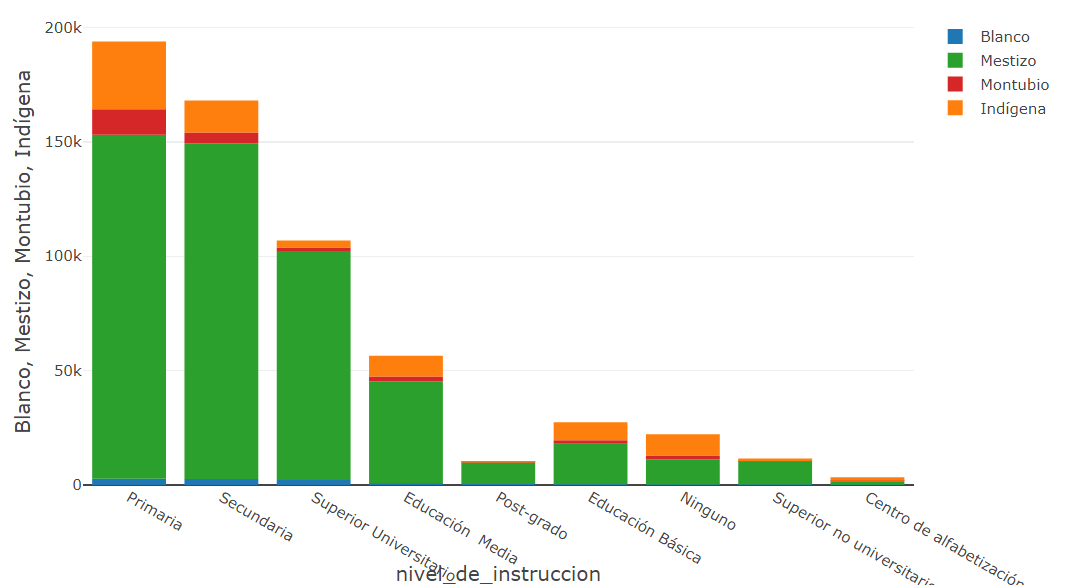 200k
150k
100k
50k
0
Blanco, Mestizo, Montubio, Indígena
Primaria
Secundaria
Superior Universitario
Educación  Media
Post-grado
Educación Básica
Ninguno
Superior no universitario
Centro de alfabetización
nivel_de_instruccion
Blanco
Mestizo
Montubio
Indígena